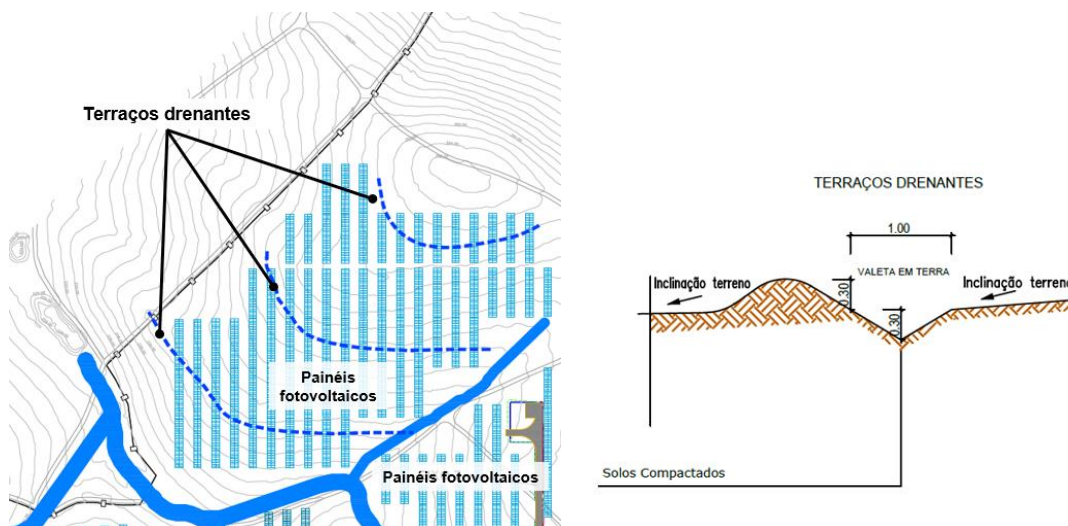 Terraços drenantes
Painéis
fotovoltaicos
Painéis fotovoltaicos
TERRAÇOS DRENANTES
1.00
VALETA EM TERRA
Inclinação terreno
Inclinação terreno
0.30
0.30
Solos Compactados